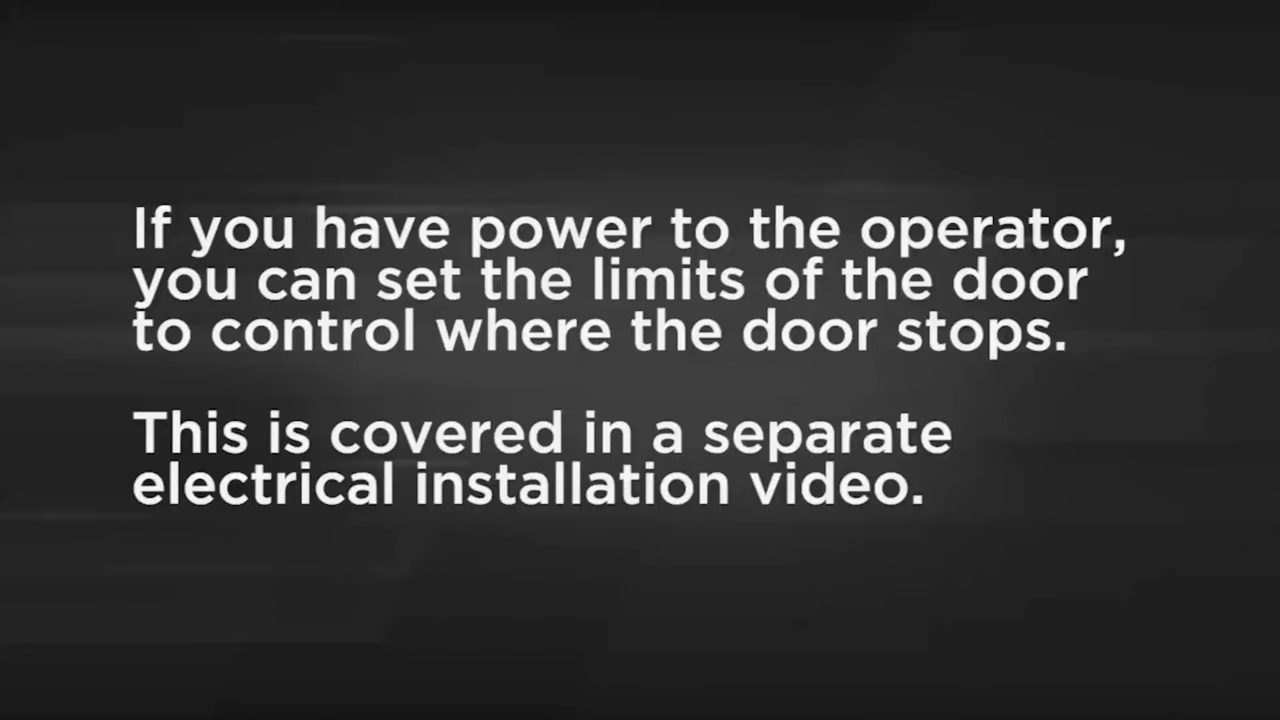 If you have power to the operator,
you can set the limits of the door
to control where the door stops.
This is covered in a separate
electrical installation video.